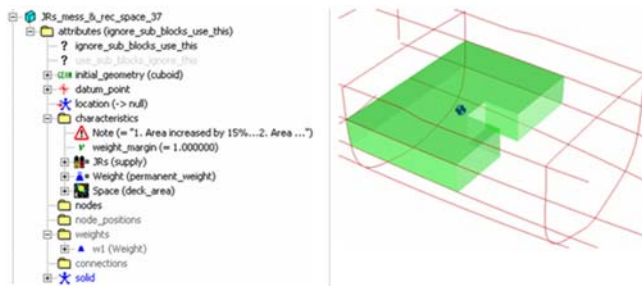 JRs_mess_&_rec_space_37
attributes (ignore_sub_blocks_use_this)
? ignore_sub_blocks_use_this
? use_sub_blocks_ignore_this
GEOM initial_geometry (cuboid)
datum_point
location (-> null)
characteristics
Note (= "1. Area increased by 15%...2. Area ...")
weight_margin (= 1.000000)
JRs (supply)
Weight (permanent_weight)
Space (deck_area)
nodes
node_positions
weights
w1 (Weight)
connections
solid